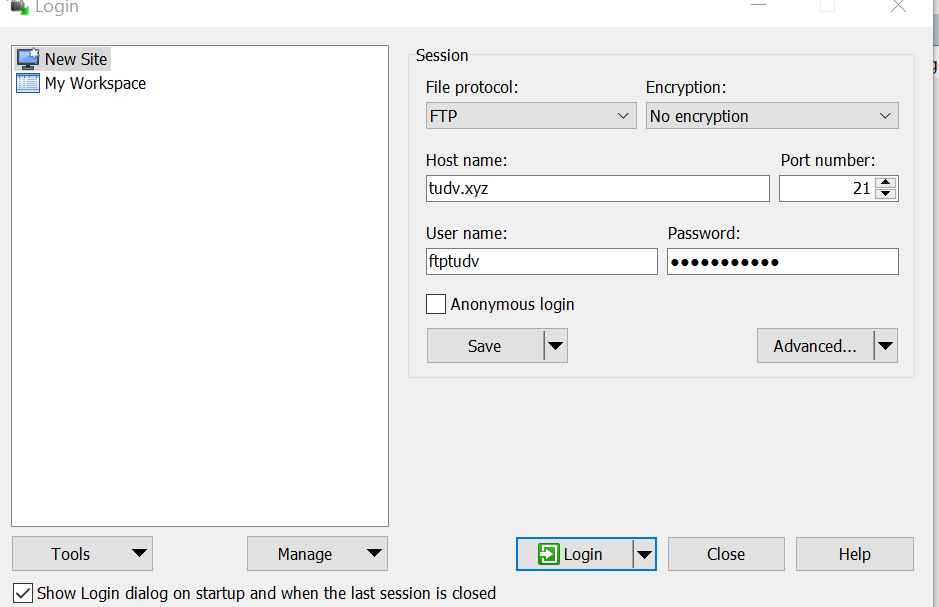 Login
New Site
My Workspace
Session
File protocol: Encryption:
FTP No encryption
Host name: Port number:
tudv.xyz 21
User name: Password:
ftptudv ●●●●●●●●●●●
Anonymous login
Save Advanced...
Tools Manage Login Close Help
Show Login dialog on startup and when the last session is closed